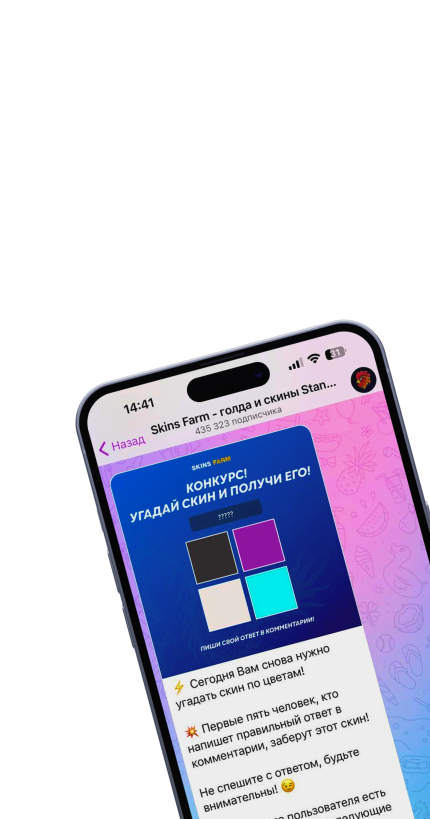 14:41
31
Назад
Skins Farm - голда и скины Stan...
435 323 подписчика
SKINS FARM
КОНКУРС!
УГАДАЙ СКИН И ПОЛУЧИ ЕГО!
?????
ПИШИ СВОЙ ОТВЕТ В КОММЕНТАРИИ!
⚡ Сегодня Вам снова нужно
угадать скин по цветам!
💥 Первые пять человек, кто
напишет правильный ответ в
комментарии, заберут этот скин!
Не спешите с ответом, будьте
внимательны! 😉
пользователя есть